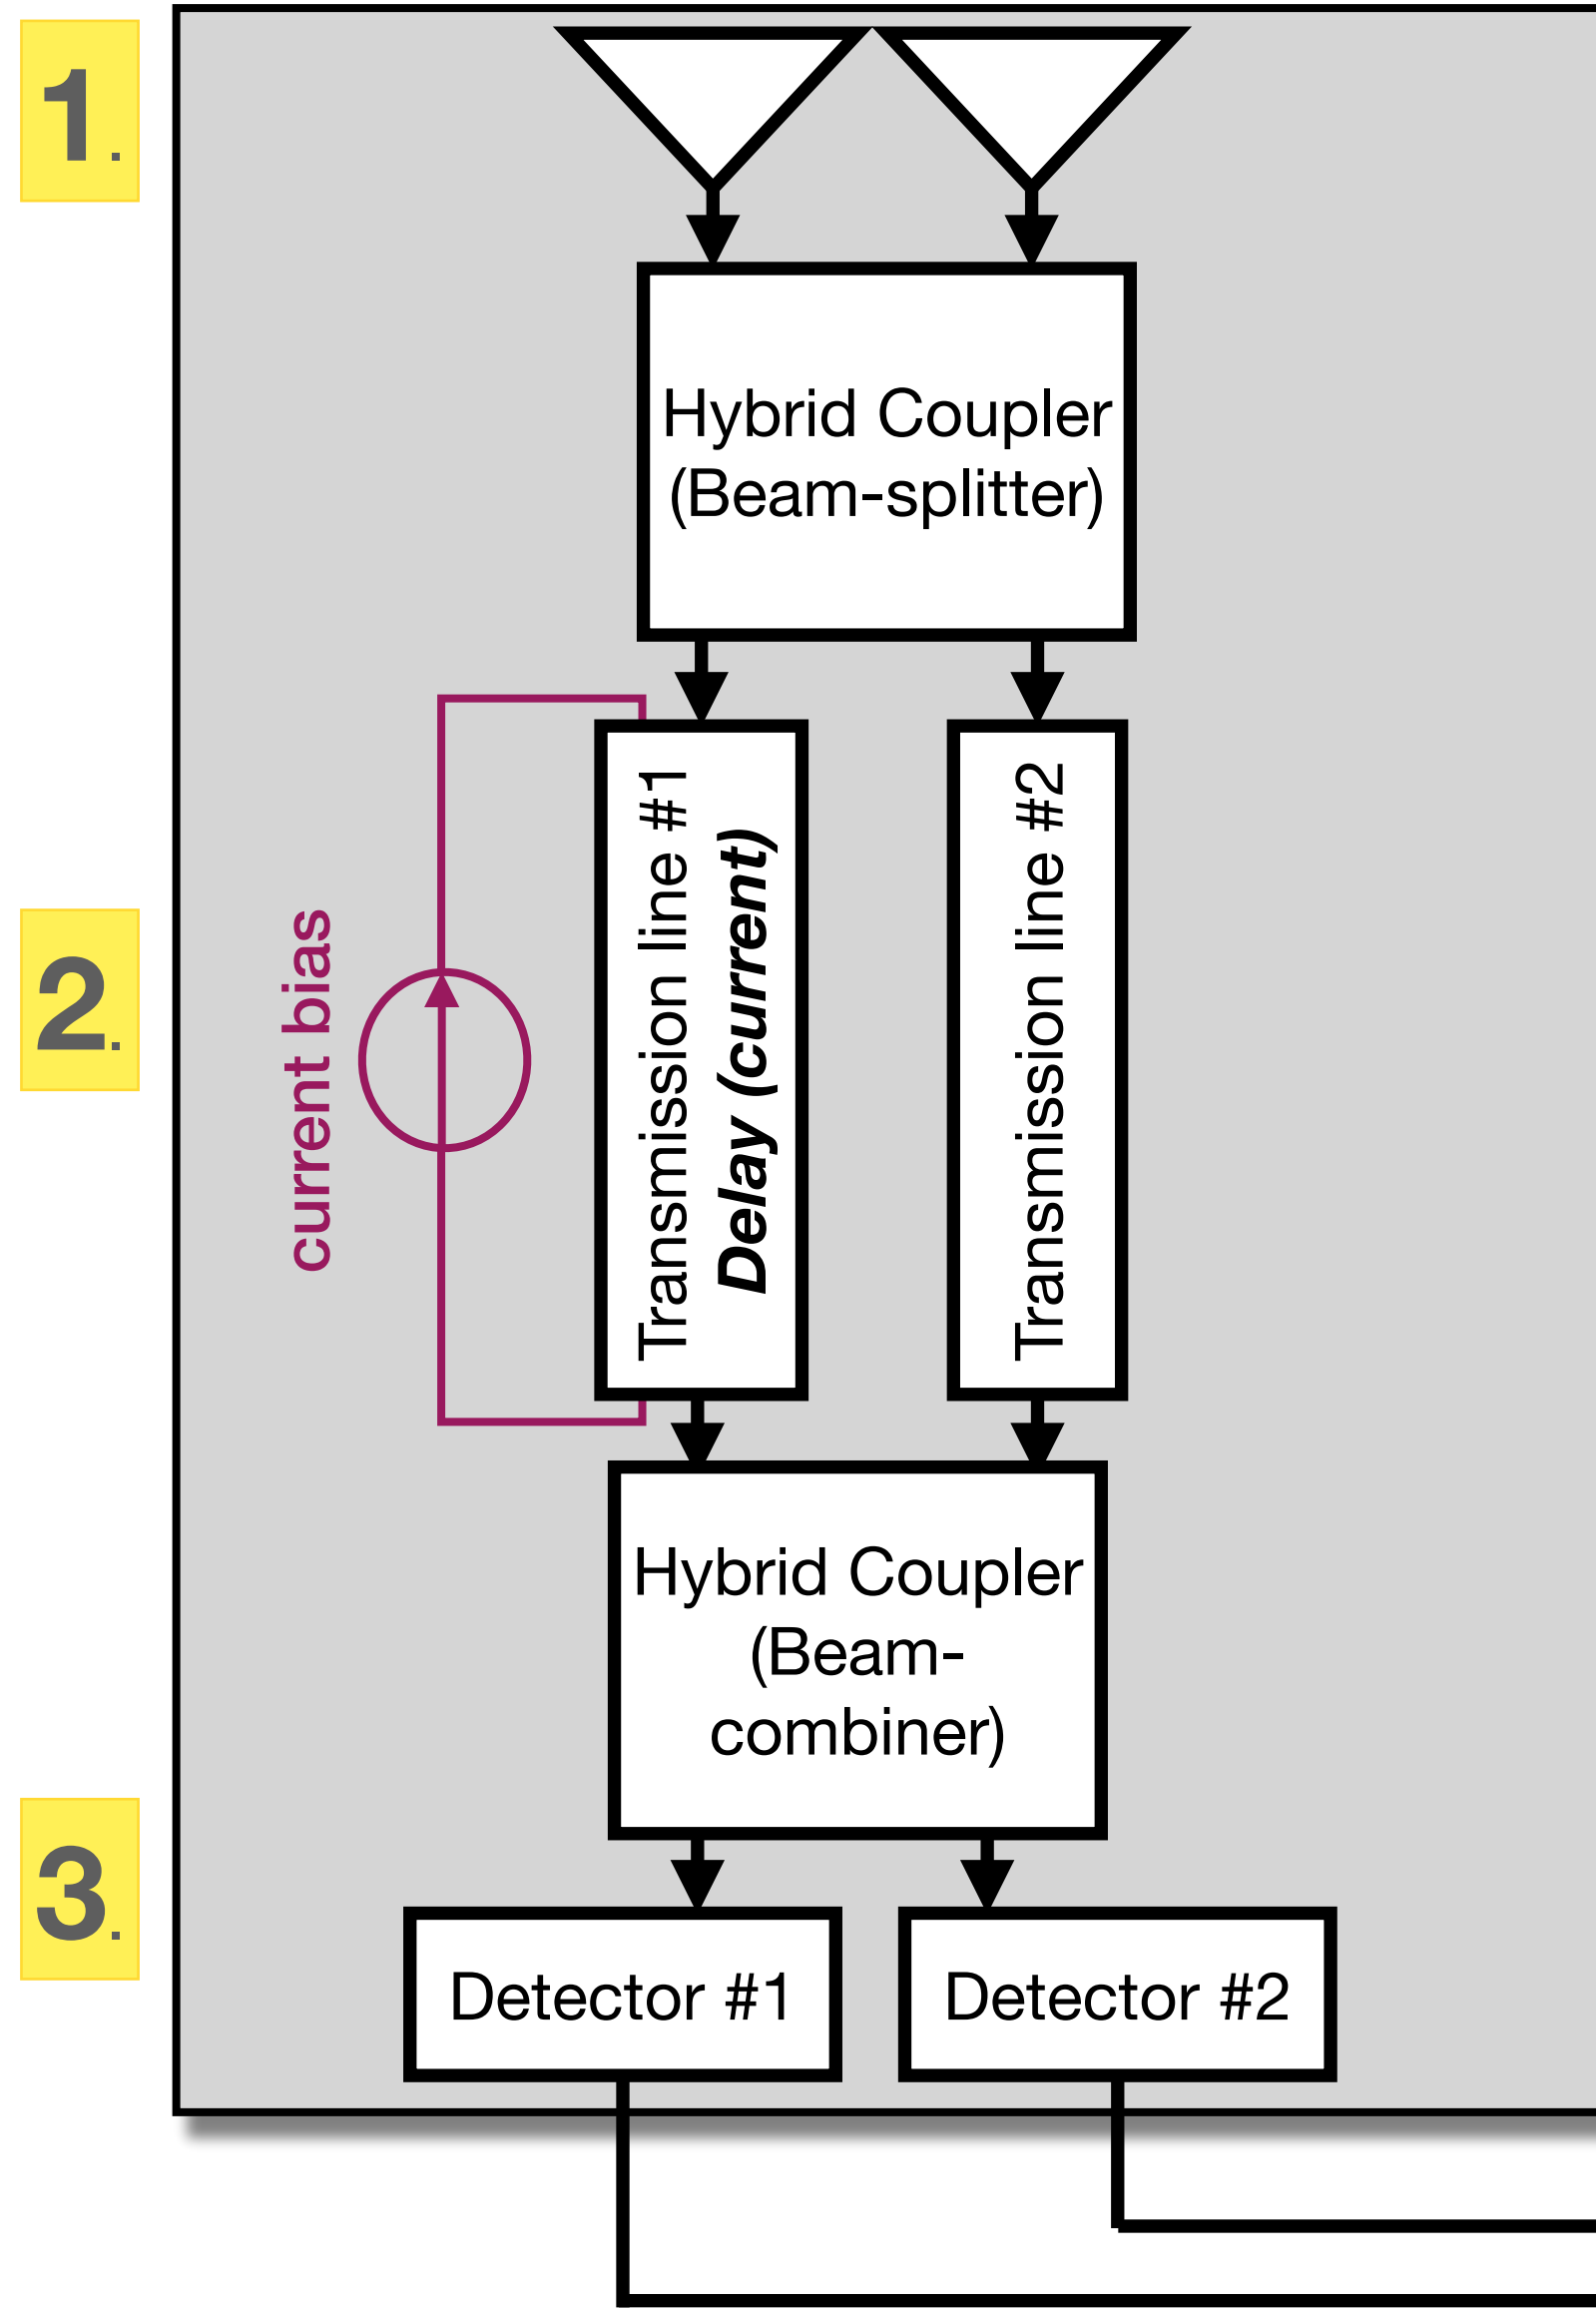 1.
Hybrid Coupler
(Beam-splitter)
current bias
2.
Transmission line #1
Delay (current)
Transmission line #2
Hybrid Coupler
(Beam-
combiner)
3.
Detector #1
Detector #2